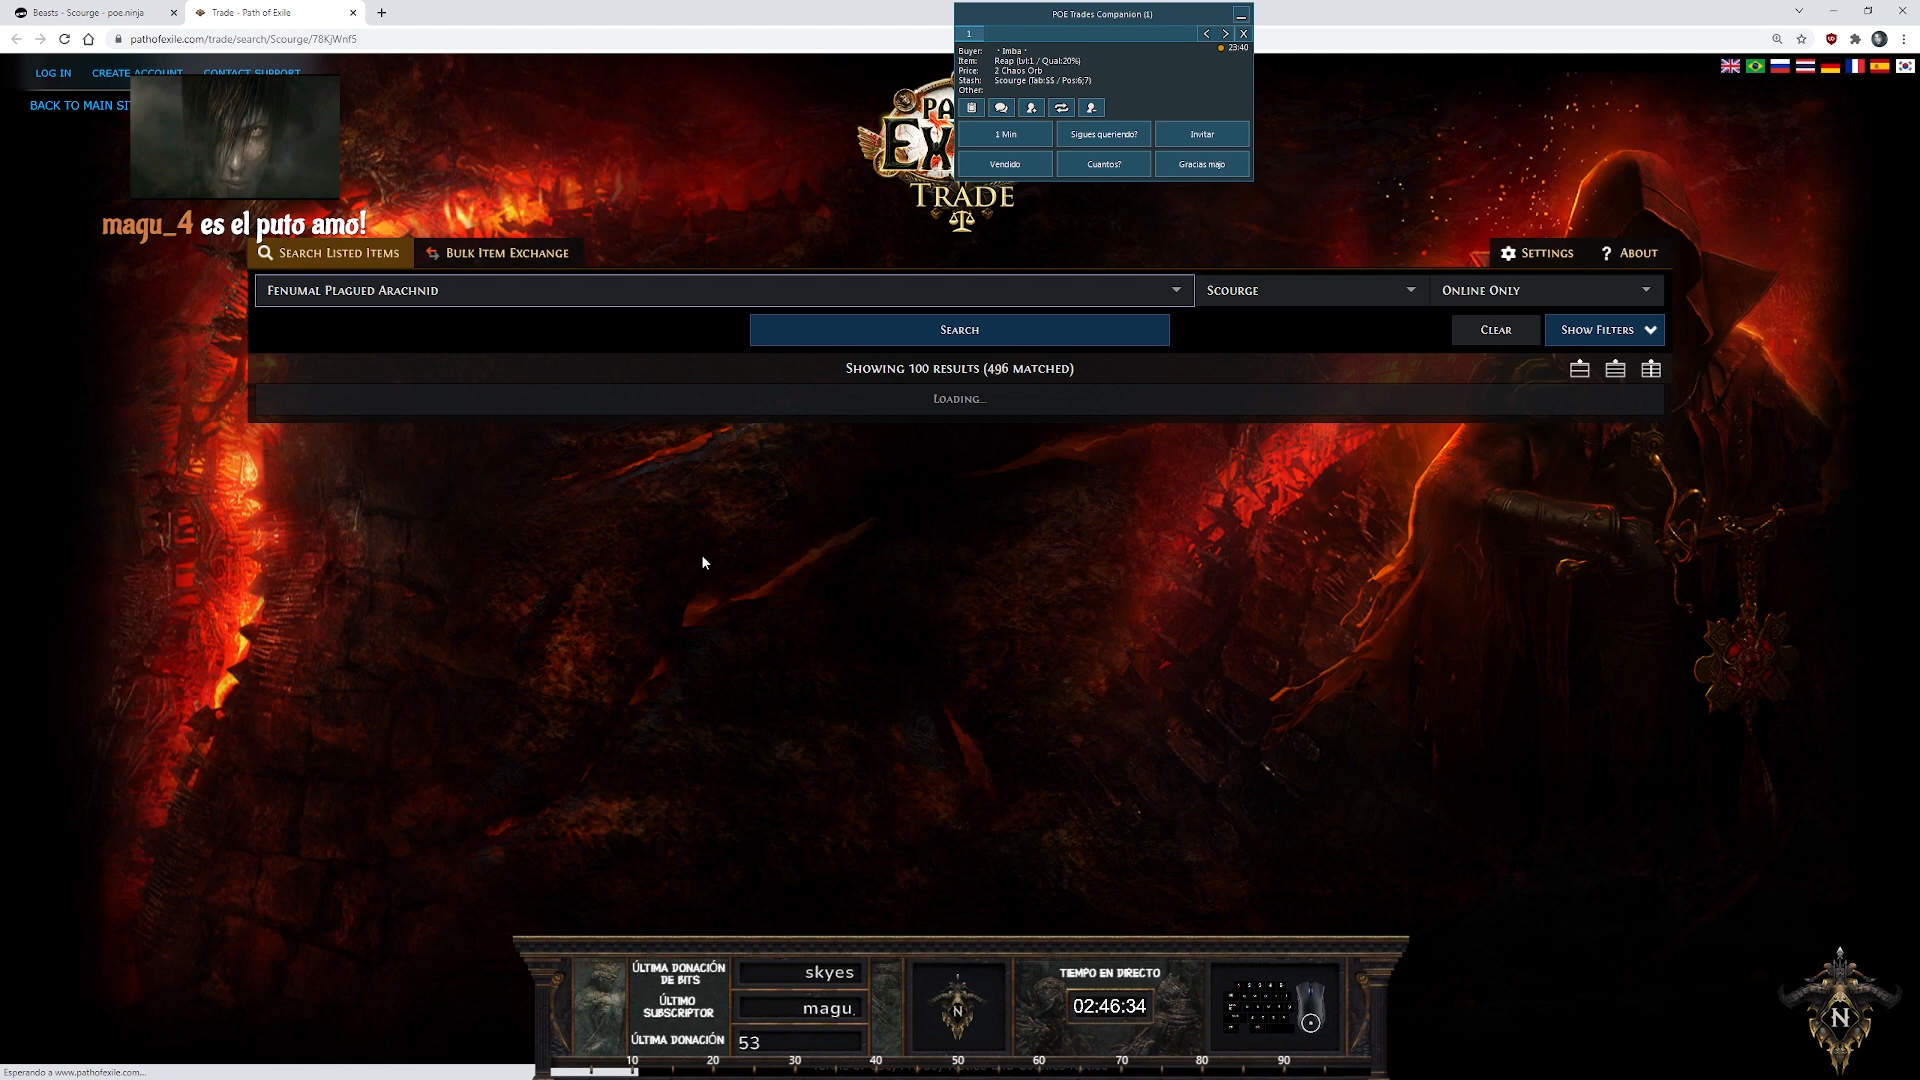 Beasts - Scourge - poe.ninja
Trade - Path of Exile
pathofexile.com/trade/search/Scourge/78KjWnf5
LOG IN
CREATE ACCOUNT
CONTACT SUPPORT
BACK TO MAIN SI
magu_4 es el puto amo!
PA
EX
TRADE
POE Trades Companion (1)
1
< > X
23:40
Buyer: • Imba •
Item: Reap (Lvl:1 / Qual:20%)
Price: 2 Chaos Orb
Stash: Scourge (Tab:$$ / Pos:6;7)
Other:
1 Min
Sigues queriendo?
Invitar
Vendido
Cuantos?
Gracias majo
Search Listed Items
Bulk Item Exchange
Settings
? About
Fenumal Plagued Arachnid
Scourge
Online Only
Search
Clear
Show Filters
Showing 100 results (496 matched)
Loading...
ÚLTIMA DONACIÓN DE BITS
skyes
ÚLTIMO SUBSCRIPTOR
magu.
ÚLTIMA DONACIÓN
53
N
TIEMPO EN DIRECTO
02:46:34
10 20 30 40 50 60 70 80 90
N
Esperando a www.pathofexile.com...